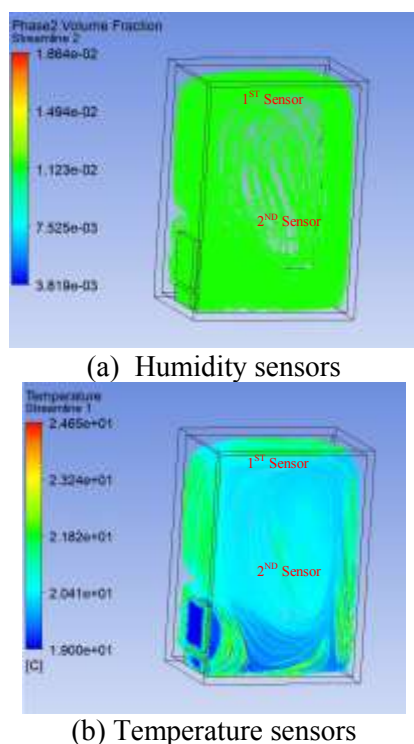 Phase2 Volume Fraction
Streamline 2
1.864e-02
1.494e-02
1.123e-02
7.525e-03
3.819e-03
1ST Sensor
2ND Sensor
(a) Humidity sensors
Temperature
Streamline 1
2.465e+01
2.324e+01
2.182e+01
2.041e+01
1.900e+01
[C]
1ST Sensor
2ND Sensor
(b) Temperature sensors